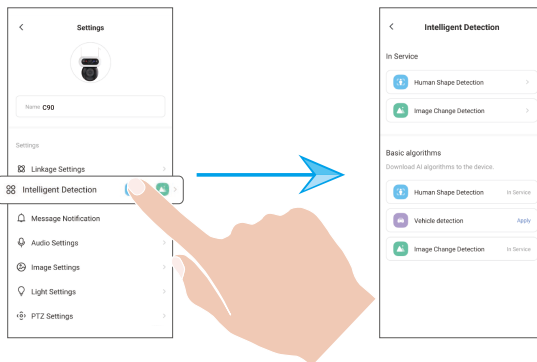 Settings
Name C90
Settings
Linkage Settings
Intelligent Detection
Message Notification
Audio Settings
Image Settings
Light Settings
PTZ Settings
Intelligent Detection
In Service
Human Shape Detection
Image Change Detection
Basic algorithms
Download AI algorithms to the device.
Human Shape Detection In Service
Vehicle detection Apply
Image Change Detection In Service